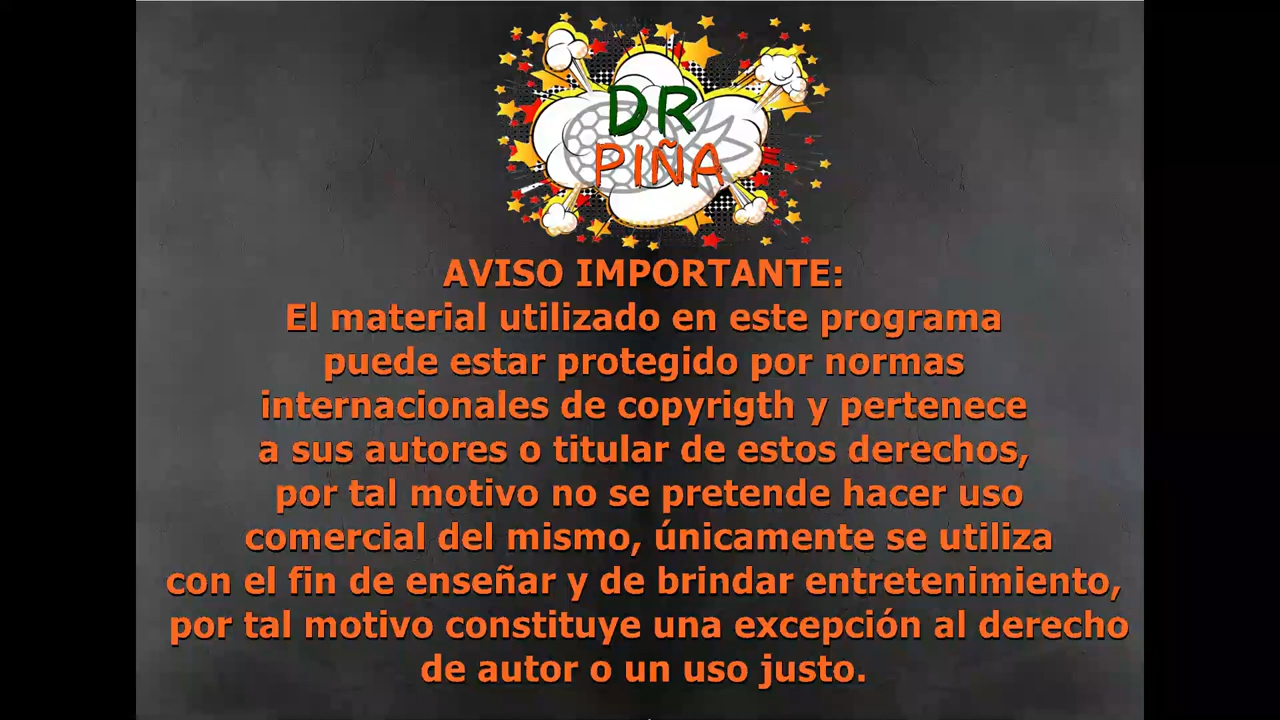 DR
PIÑA
AVISO IMPORTANTE:
El material utilizado en este programa
puede estar protegido por normas
internacionales de copyrigth y pertenece
a sus autores o titular de estos derechos,
por tal motivo no se pretende hacer uso
comercial del mismo, únicamente se utiliza
con el fin de enseñar y de brindar entretenimiento,
por tal motivo constituye una excepción al derecho
de autor o un uso justo.